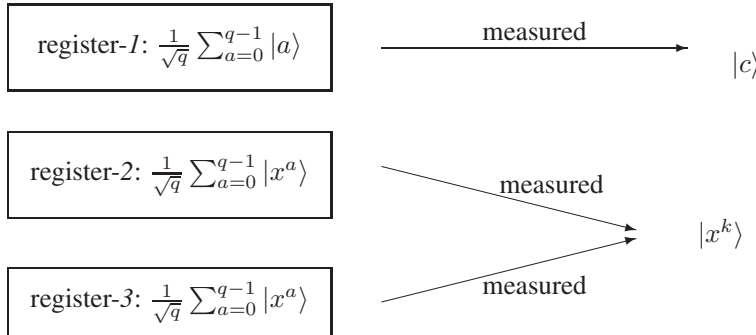 register-1: $\frac{1}{\sqrt{q}} \sum_{a=0}^{q-1} |a\rangle$
measured
$|c\rangle$
register-2: $\frac{1}{\sqrt{q}} \sum_{a=0}^{q-1} |x^a\rangle$
measured
$|x^k\rangle$
register-3: $\frac{1}{\sqrt{q}} \sum_{a=0}^{q-1} |x^a\rangle$
measured